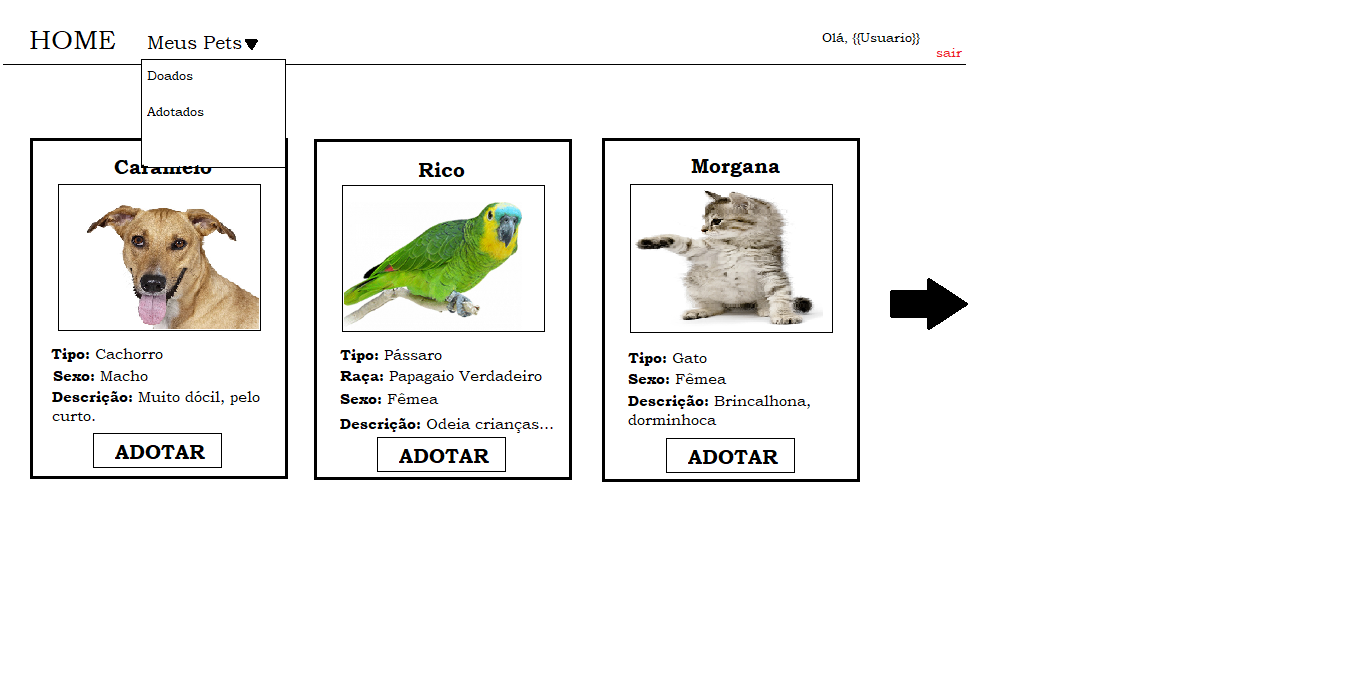 HOME
Meus Pets
Olá, {{Usuario}}
sair
Doados
Adotados
Caramelo
Tipo: Cachorro
Sexo: Macho
Descrição: Muito dócil, pelo
curto.
ADOTAR
Rico
Tipo: Pássaro
Raça: Papagaio Verdadeiro
Sexo: Fêmea
Descrição: Odeia crianças...
ADOTAR
Morgana
Tipo: Gato
Sexo: Fêmea
Descrição: Brincalhona,
dorminhoca
ADOTAR